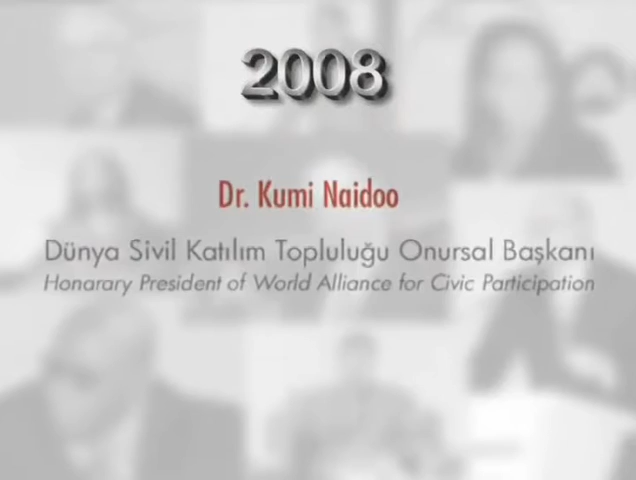 2008
Dr. Kumi Naidoo
Dünya Sivil Katılım Topluluğu Onursal Başkanı
Honarary President of World Alliance for Civic Participation